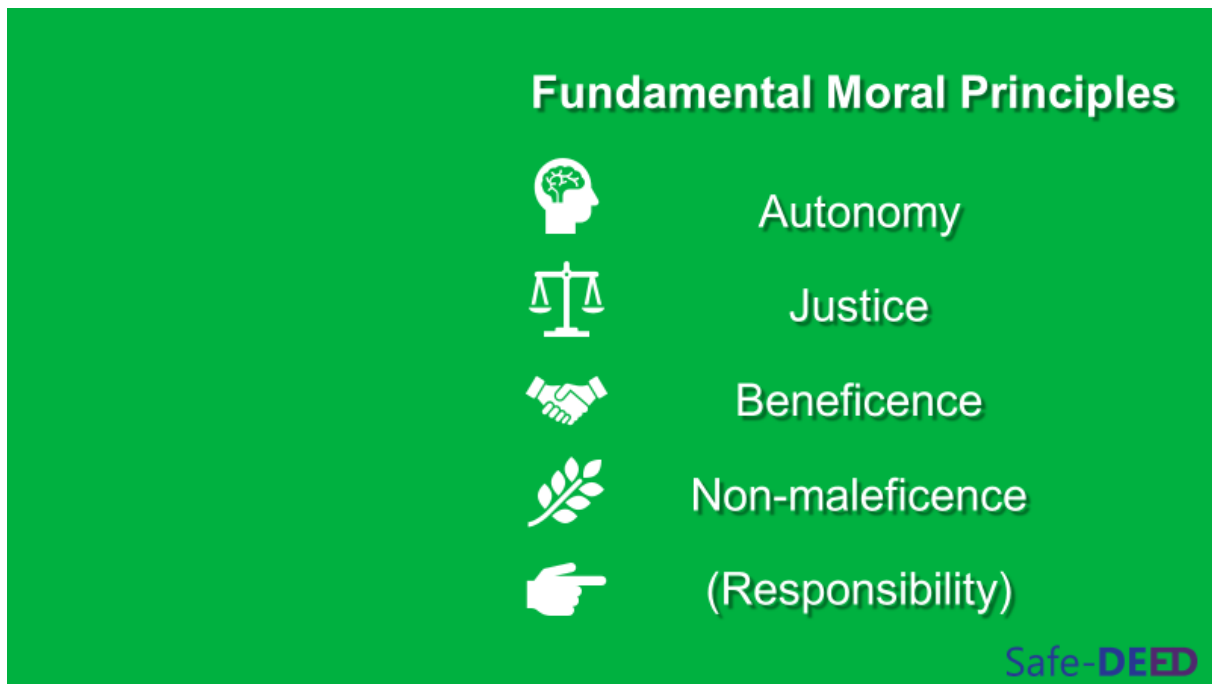 Fundamental Moral Principles
Autonomy
Justice
Beneficence
Non-maleficence
(Responsibility)
Safe-DEED